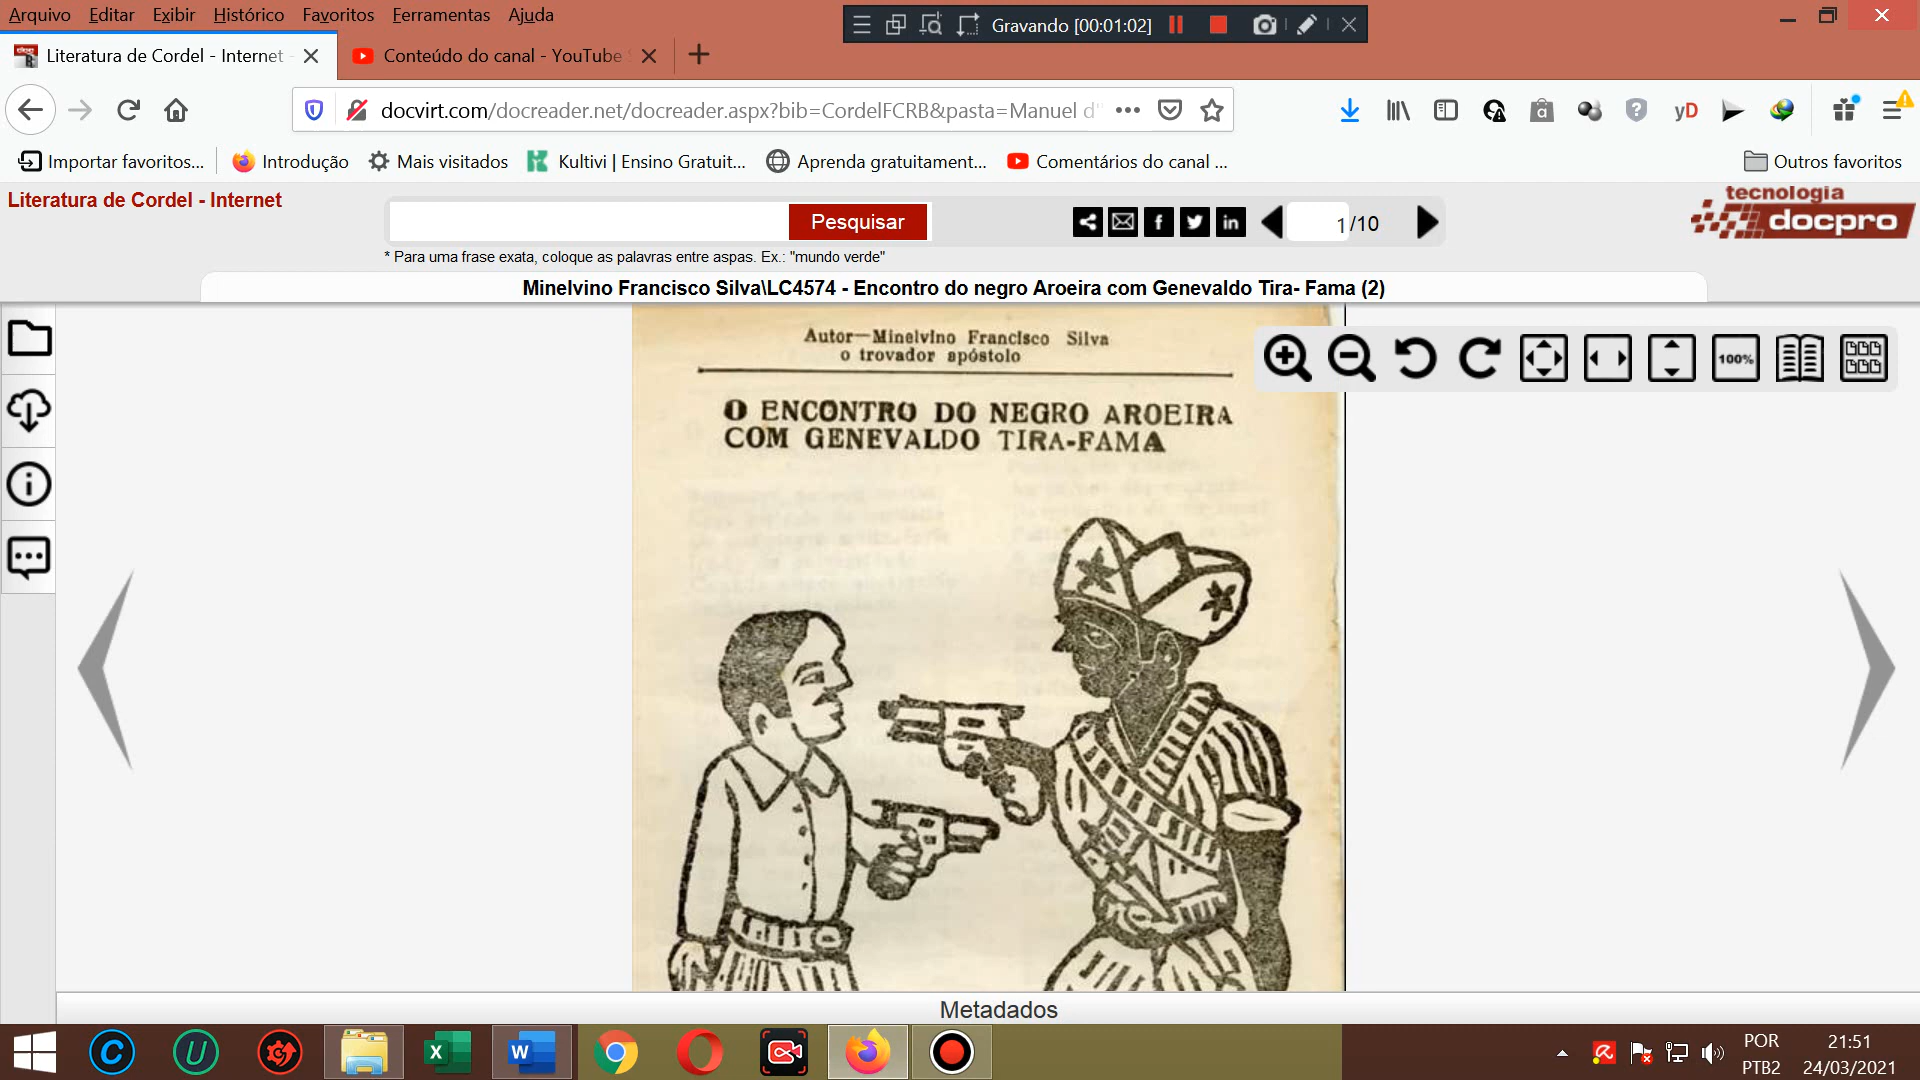 Arquivo Editar Exibir Histórico Favoritos Ferramentas Ajuda
Gravando [00:01:02]
Literatura de Cordel - Internet -
Conteúdo do canal - YouTube
docvirt.com/docreader.net/docreader.aspx?bib=CordelFCRB&pasta=Manuel d'
yD
Importar favoritos... Introdução Mais visitados Kultivi | Ensino Gratuit... Aprenda gratuitament... Comentários do canal ... Outros favoritos
Literatura de Cordel - Internet
Pesquisar
1/10
tecnologia
docpro
* Para uma frase exata, coloque as palavras entre aspas. Ex.: "mundo verde"
Minelvino Francisco Silva\LC4574 - Encontro do negro Aroeira com Genevaldo Tira- Fama (2)
Autor—Minelvino Francisco Silva
o trovador apóstolo
100%
O ENCONTRO DO NEGRO AROEIRA
COM GENEVALDO TIRA-FAMA
Metadados
POR
PTB2
21:51
24/03/2021